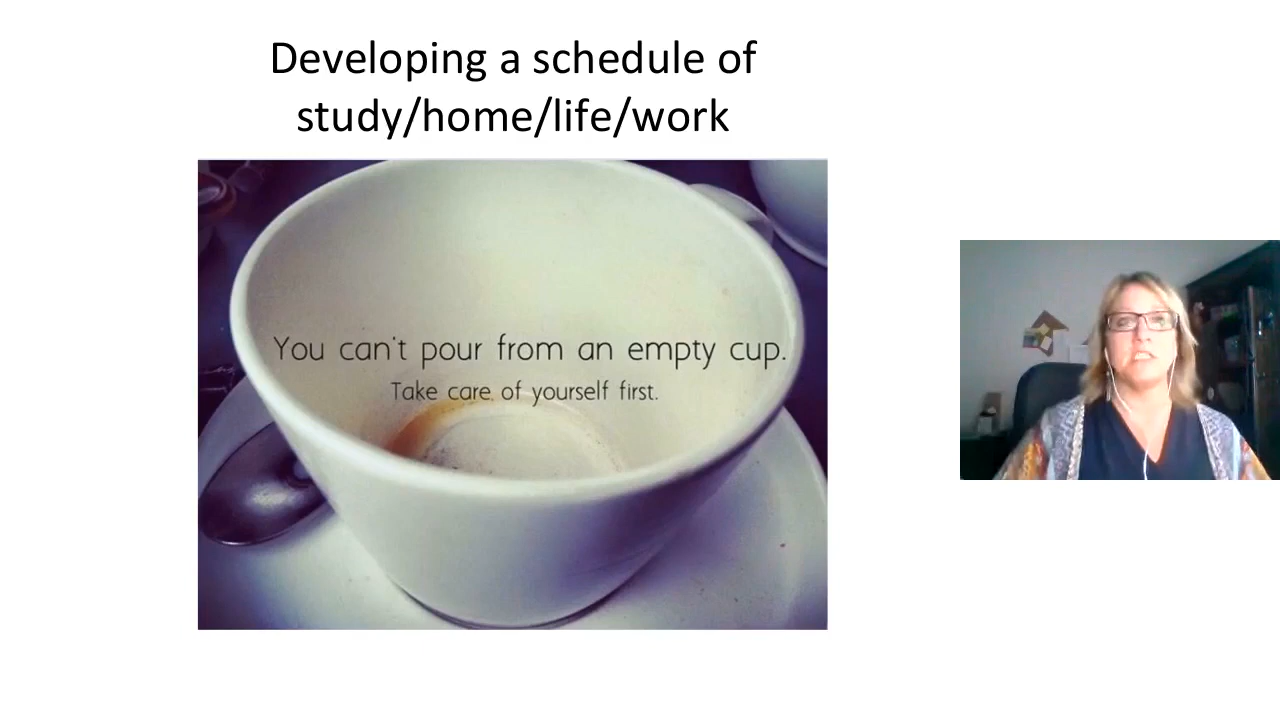 Developing a schedule of
study/home/life/work
You can't pour from an empty cup.
Take care of yourself first.